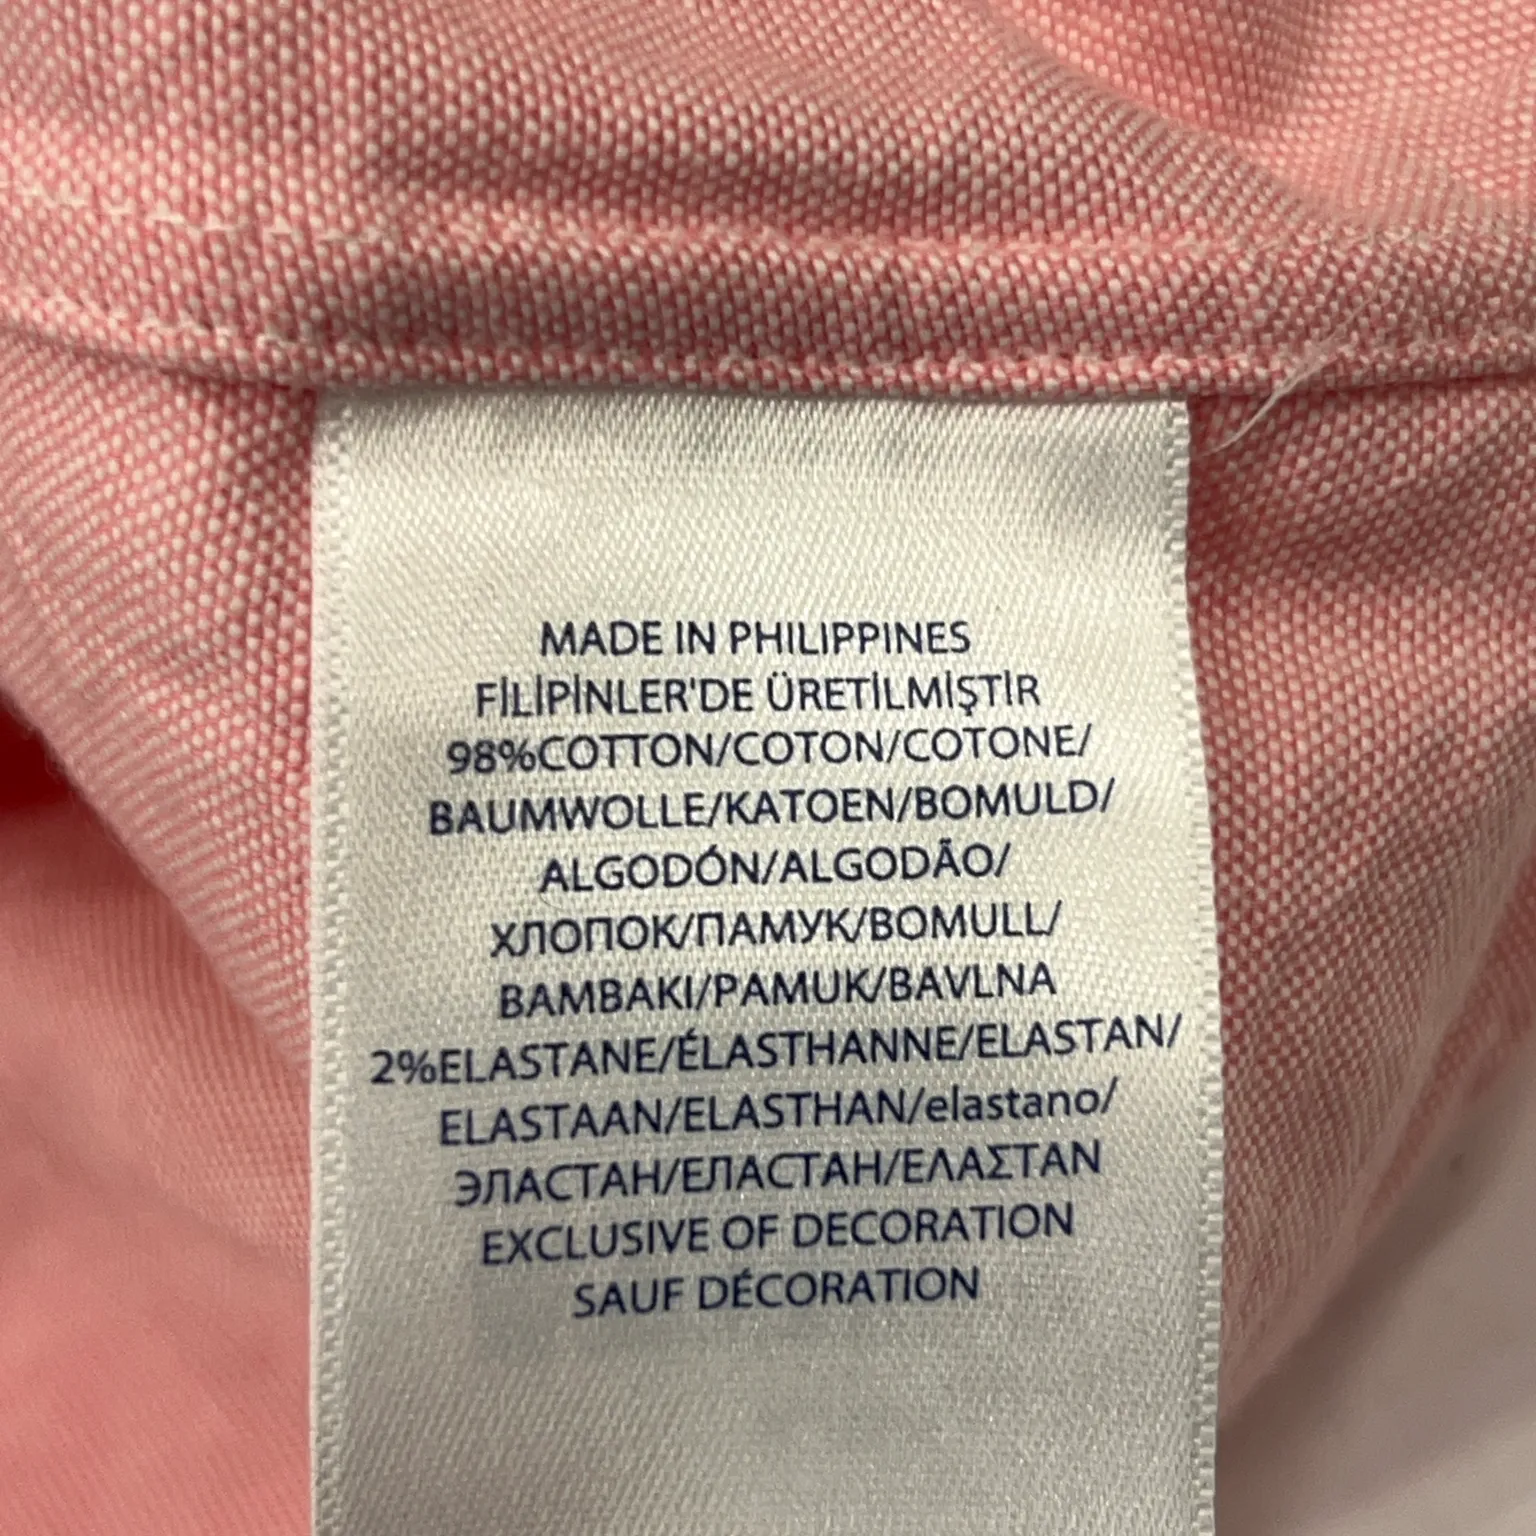 MADE IN PHILIPPINES
FİLİPİNLER'DE ÜRETİLMİŞTİR
98%COTTON/COTON/COTONE/
BAUMWOLLE/KATOEN/BOMULD/
ALGODÓN/ALGODÃO/
ХЛОПОК/ПАМУК/BOMULL/
BAMBAKI/PAMUK/BAVLNA
2%ELASTANE/ÉLASTHANNE/ELASTAN/
ELASTAAN/ELASTHAN/elastano/
ЭЛАСТАН/ЕЛАСТАН/ΕΛΑΣΤΑΝ
EXCLUSIVE OF DECORATION
SAUF DÉCORATION